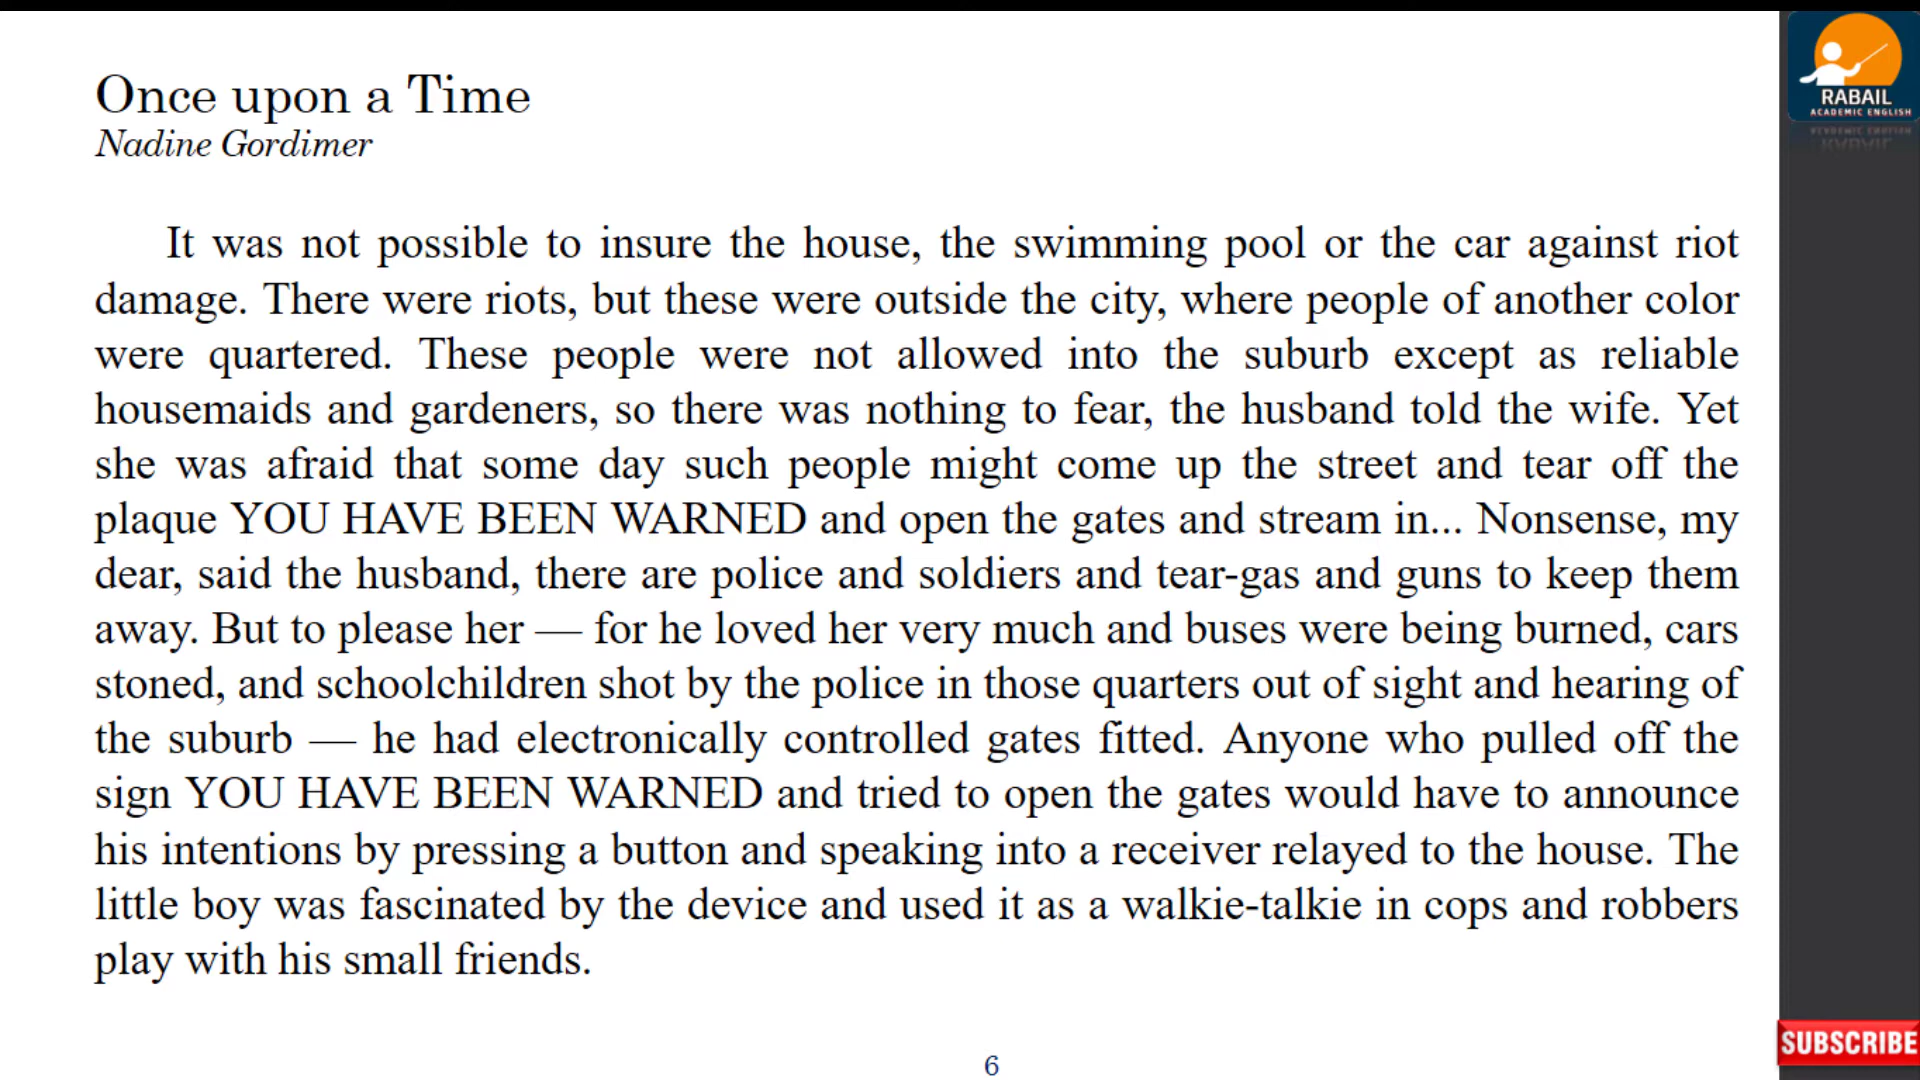 Once upon a Time
Nadine Gordimer
It was not possible to insure the house, the swimming pool or the car against riot
damage. There were riots, but these were outside the city, where people of another color
were quartered. These people were not allowed into the suburb except as reliable
housemaids and gardeners, so there was nothing to fear, the husband told the wife. Yet
she was afraid that some day such people might come up the street and tear off the
plaque YOU HAVE BEEN WARNED and open the gates and stream in... Nonsense, my
dear, said the husband, there are police and soldiers and tear-gas and guns to keep them
away. But to please her — for he loved her very much and buses were being burned, cars
stoned, and schoolchildren shot by the police in those quarters out of sight and hearing of
the suburb — he had electronically controlled gates fitted. Anyone who pulled off the
sign YOU HAVE BEEN WARNED and tried to open the gates would have to announce
his intentions by pressing a button and speaking into a receiver relayed to the house. The
little boy was fascinated by the device and used it as a walkie-talkie in cops and robbers
play with his small friends.
6
RABAIL
ACADEMIC ENGLISH
SUBSCRIBE